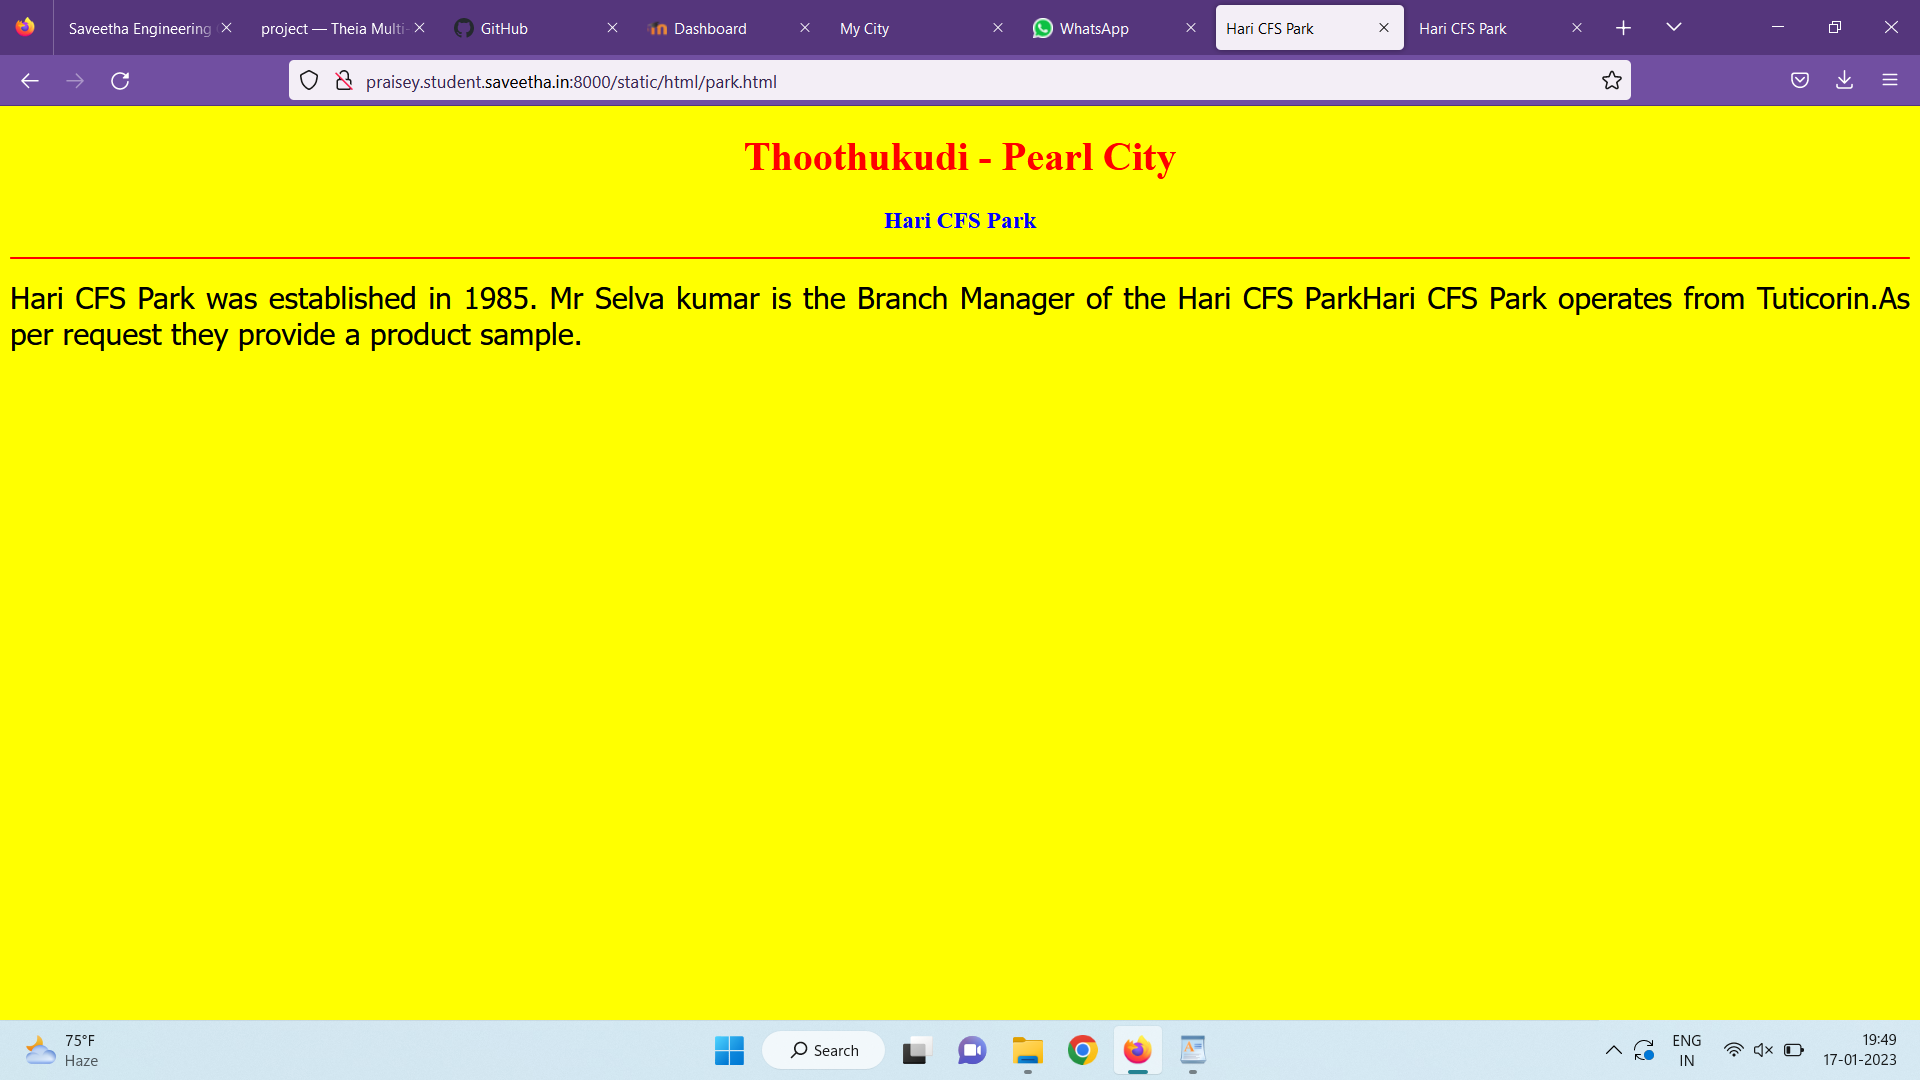 Saveetha Engineering
project — Theia Multi-
GitHub
Dashboard
My City
WhatsApp
Hari CFS Park
Hari CFS Park
praisey.student.saveetha.in:8000/static/html/park.html
Thoothukudi - Pearl City
Hari CFS Park
Hari CFS Park was established in 1985. Mr Selva kumar is the Branch Manager of the Hari CFS ParkHari CFS Park operates from Tuticorin.As
per request they provide a product sample.
75°F
Haze
Search
ENG
IN
19:49
17-01-2023